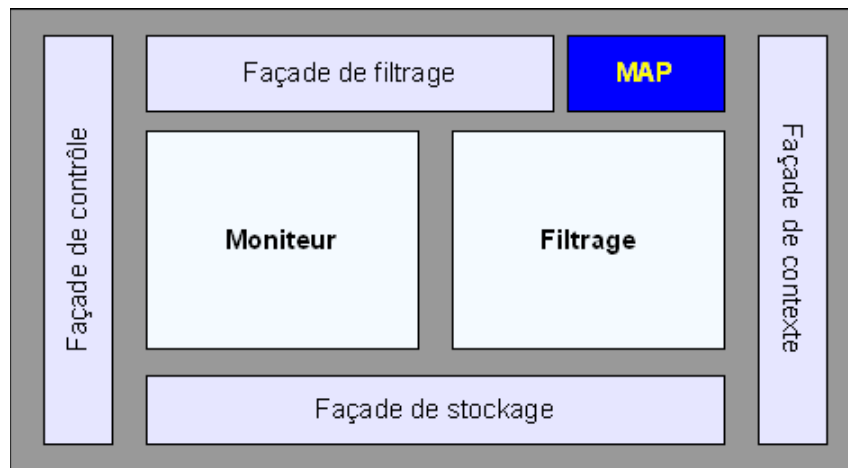 Façade de filtrage
MAP
Façade de contrôle
Façade de contexte
Moniteur
Filtrage
Façade de stockage